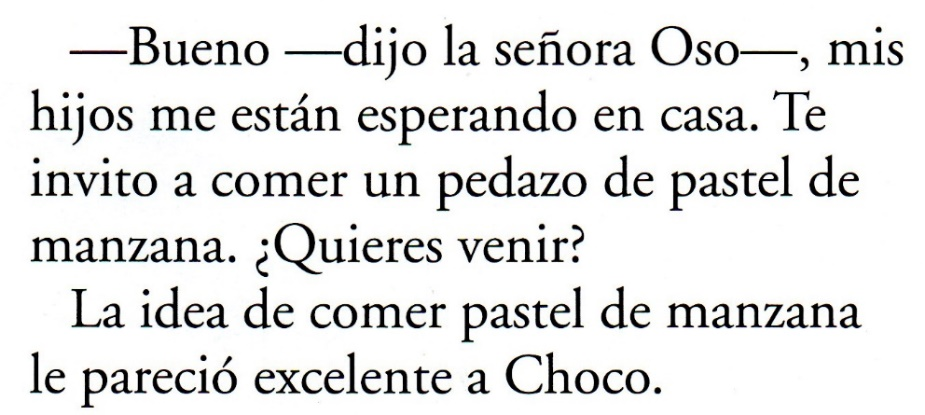 —Bueno —dijo la señora Oso—, mis
hijos me están esperando en casa. Te
invito a comer un pedazo de pastel de
manzana. ¿Quieres venir?
La idea de comer pastel de manzana
le pareció excelente a Choco.